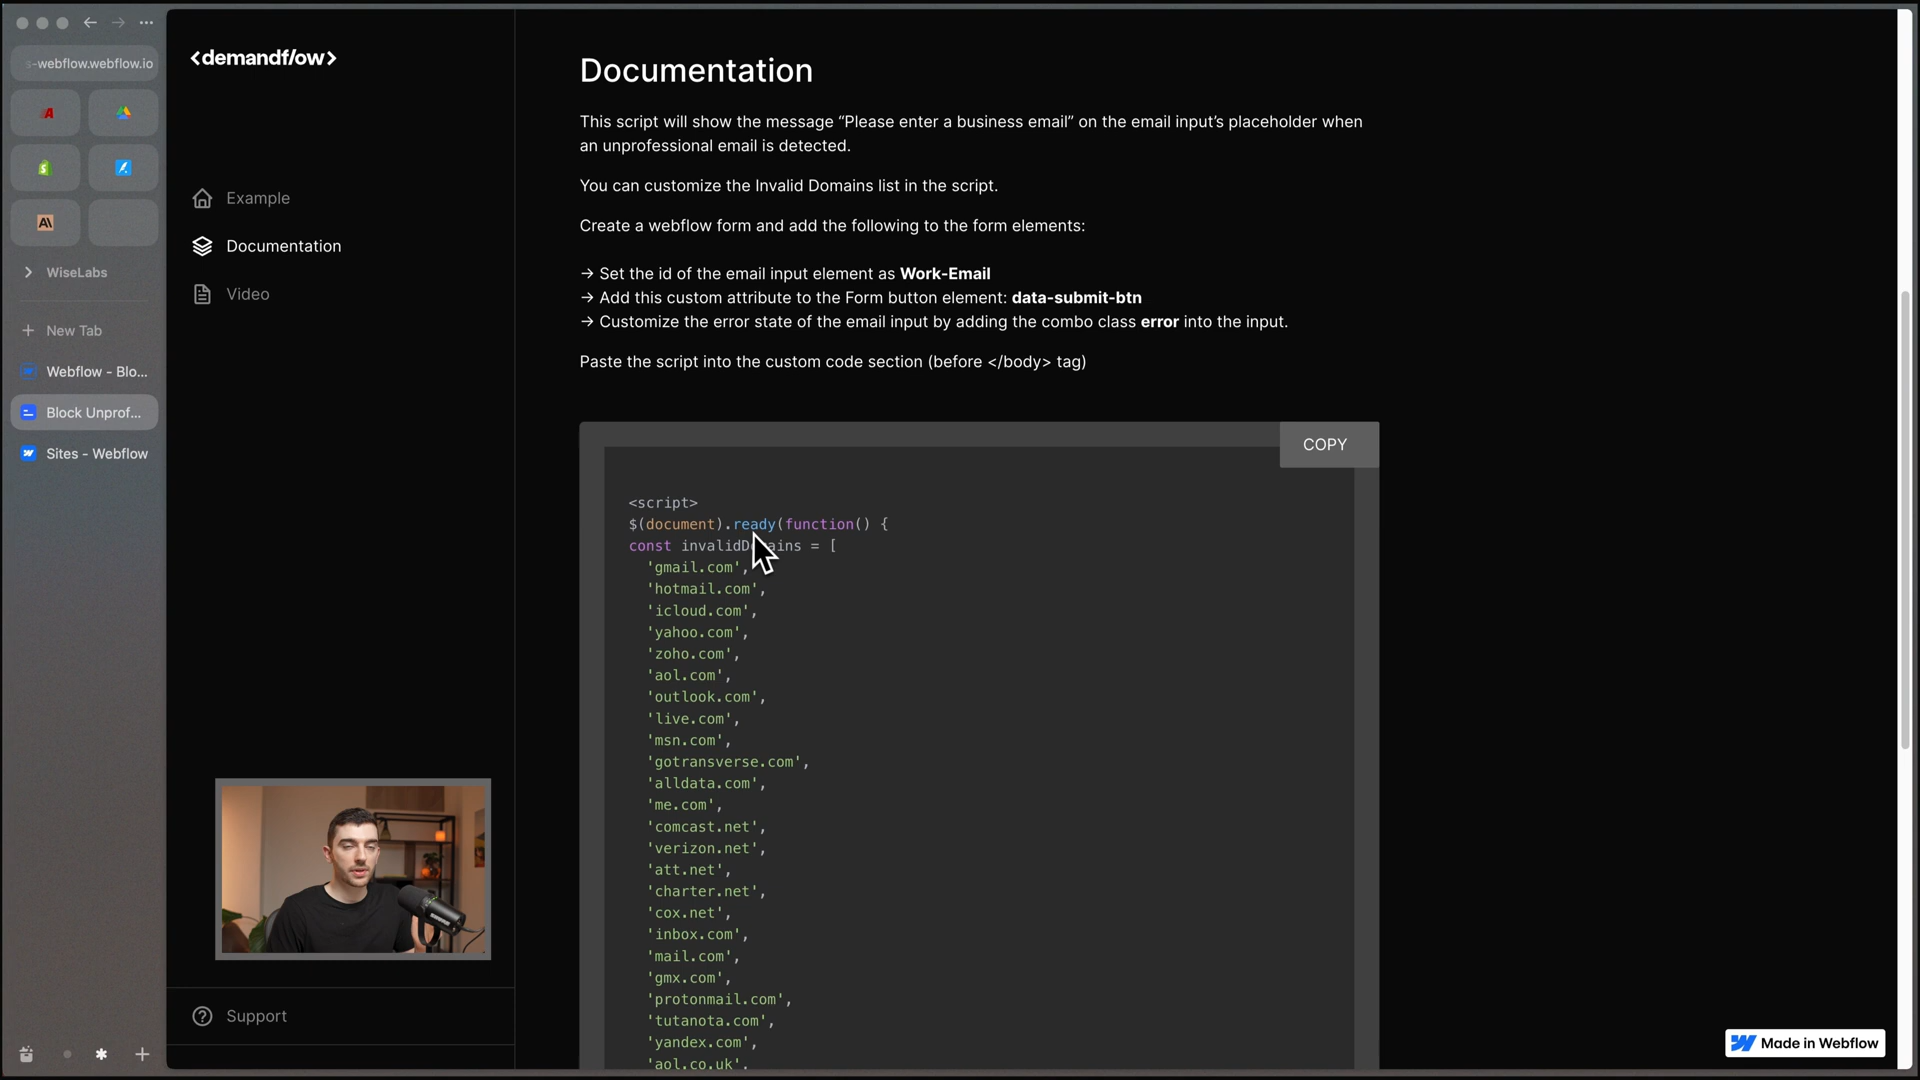 -webflow.webflow.io
WiseLabs
New Tab
Webflow - Blo...
Block Unprof...
Sites - Webflow
<demandflow>
Example
Documentation
Video
Support
Documentation
This script will show the message “Please enter a business email” on the email input’s placeholder when
an unprofessional email is detected.
You can customize the Invalid Domains list in the script.
Create a webflow form and add the following to the form elements:
→ Set the id of the email input element as Work-Email
→ Add this custom attribute to the Form button element: data-submit-btn
→ Customize the error state of the email input by adding the combo class error into the input.
Paste the script into the custom code section (before </body> tag)
COPY
<script>
$(document).ready(function() {
const invalidDomains = [
'gmail.com',
'hotmail.com',
'icloud.com',
'yahoo.com',
'zoho.com',
'aol.com',
'outlook.com',
'live.com',
'msn.com',
'gotransverse.com',
'alldata.com',
'me.com',
'comcast.net',
'verizon.net',
'att.net',
'charter.net',
'cox.net',
'inbox.com',
'mail.com',
'gmx.com',
'protonmail.com',
'tutanota.com',
'yandex.com',
'aol.co.uk',
Made in Webflow